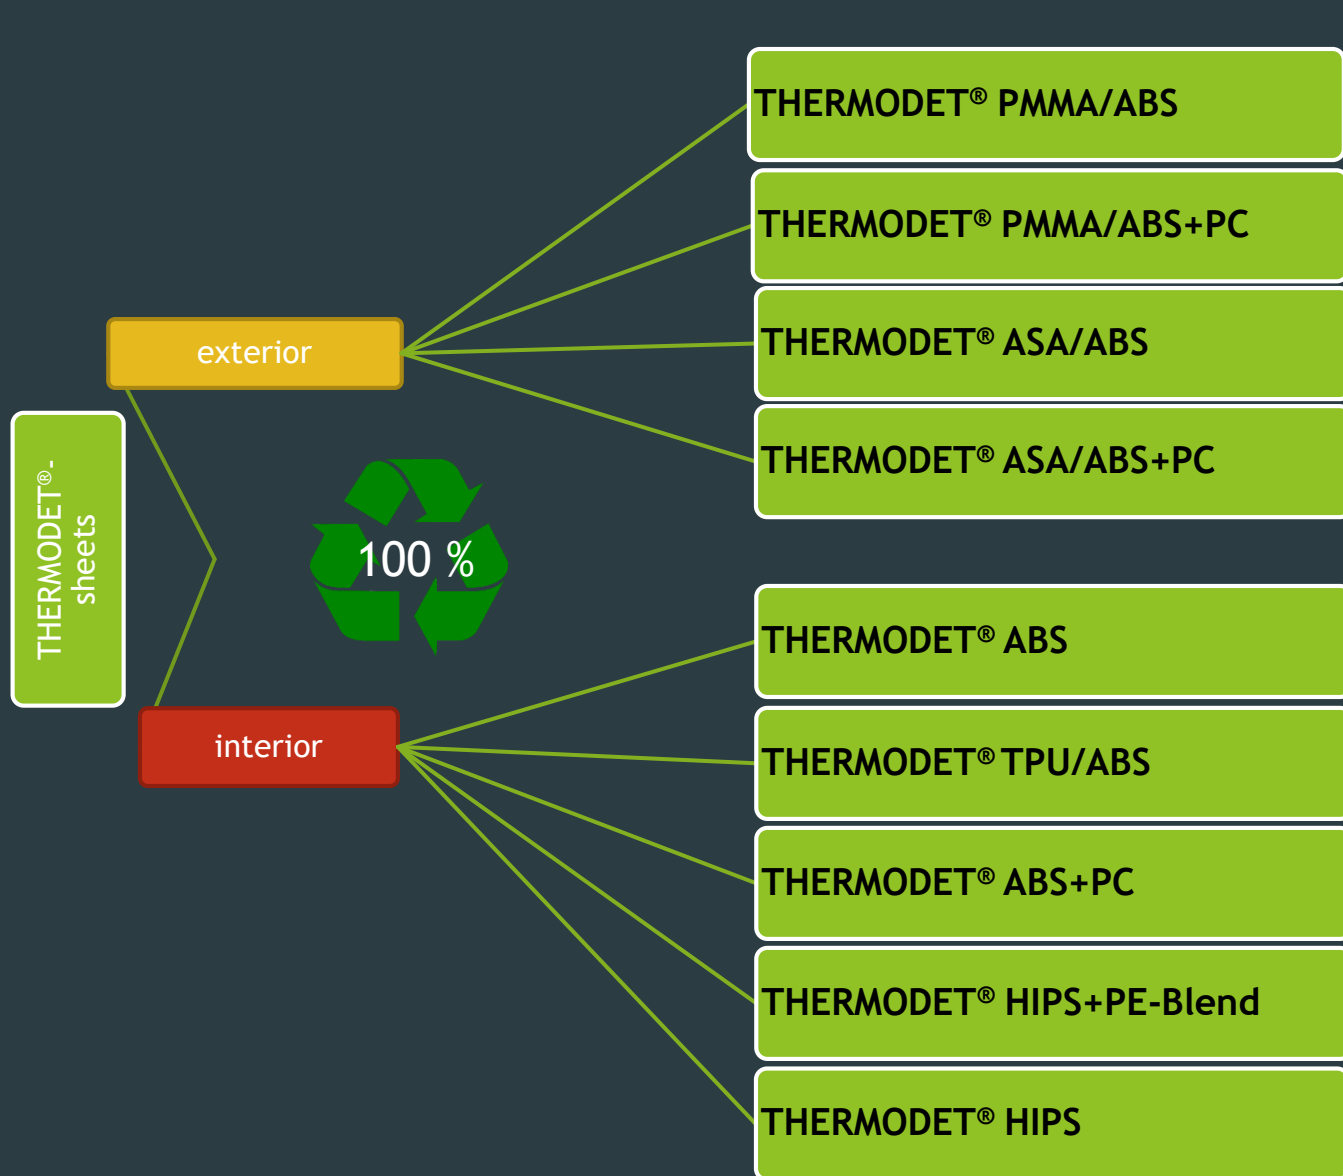 THERMODET® PMMA/ABS
THERMODET® PMMA/ABS+PC
exterior
THERMODET® ASA/ABS
THERMODET® ASA/ABS+PC
THERMODET®-
sheets
100 %
THERMODET® ABS
interior
THERMODET® TPU/ABS
THERMODET® ABS+PC
THERMODET® HIPS+PE-Blend
THERMODET® HIPS